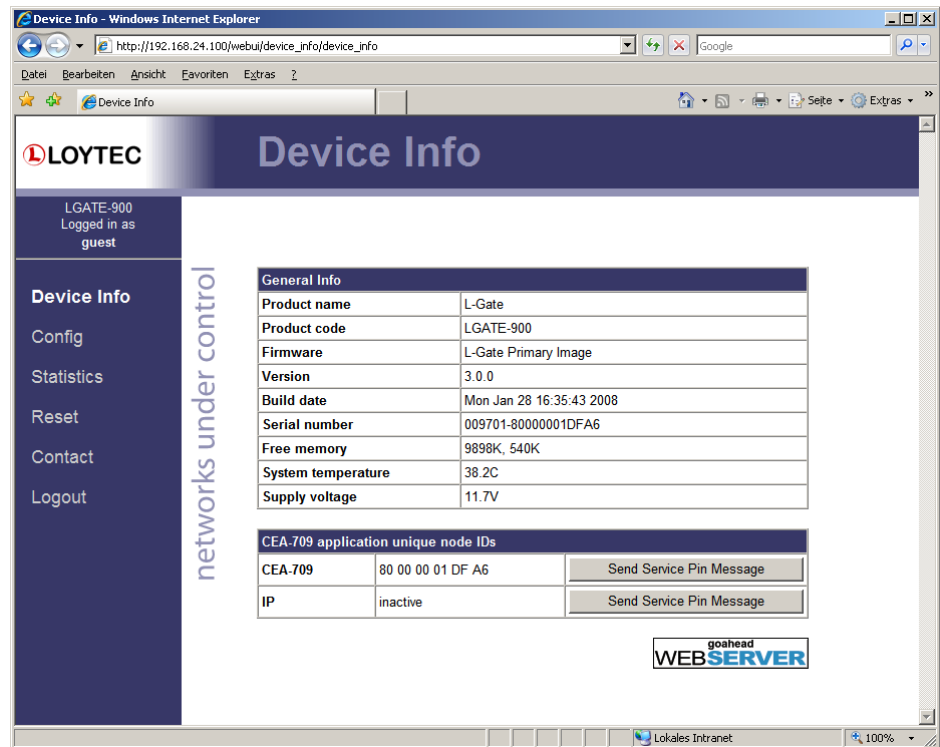 Device Info - Windows Internet Explorer
http://192.168.24.100/webui/device_info/device_info
Google
Datei Bearbeiten Ansicht Favoriten Extras ?
Device Info
Seite Extras »
LOYTEC Device Info
LGATE-900
Logged in as
guest
Device Info
Config
Statistics
Reset
Contact
Logout
networks under control
General Info
Product name L-Gate
Product code LGATE-900
Firmware L-Gate Primary Image
Version 3.0.0
Build date Mon Jan 28 16:35:43 2008
Serial number 009701-80000001DFA6
Free memory 9898K, 540K
System temperature 38.2C
Supply voltage 11.7V
CEA-709 application unique node IDs
CEA-709 80 00 00 01 DF A6 Send Service Pin Message
IP inactive Send Service Pin Message
goahead
WEBSERVER
Lokales Intranet 100%